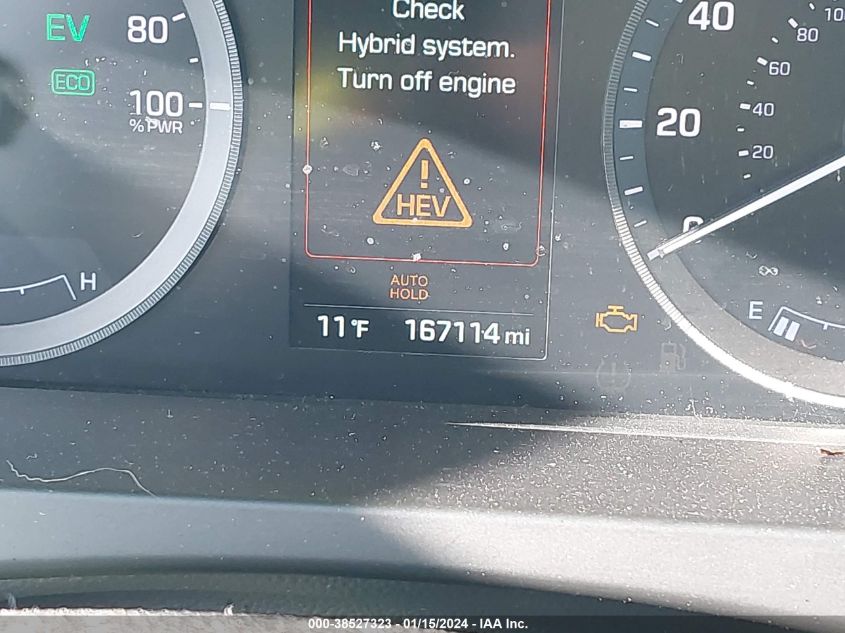 EV
ECO
80
100
% PWR
H
Check
Hybrid system.
Turn off engine
HEV
AUTO
HOLD
11°F
167114 mi
40
20
0
80
60
40
20
E
000-38527323 - 01/15/2024 - IAA Inc.